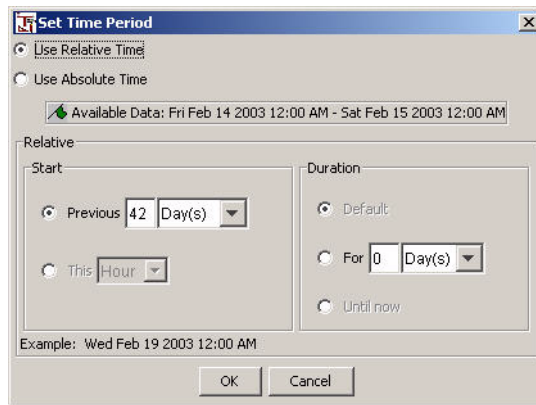 Set Time Period
Use Relative Time
Use Absolute Time
Available Data: Fri Feb 14 2003 12:00 AM - Sat Feb 15 2003 12:00 AM
Relative
Start
Previous 42 Day(s)
This Hour
Duration
Default
For 0 Day(s)
Until now
Example: Wed Feb 19 2003 12:00 AM
OK Cancel